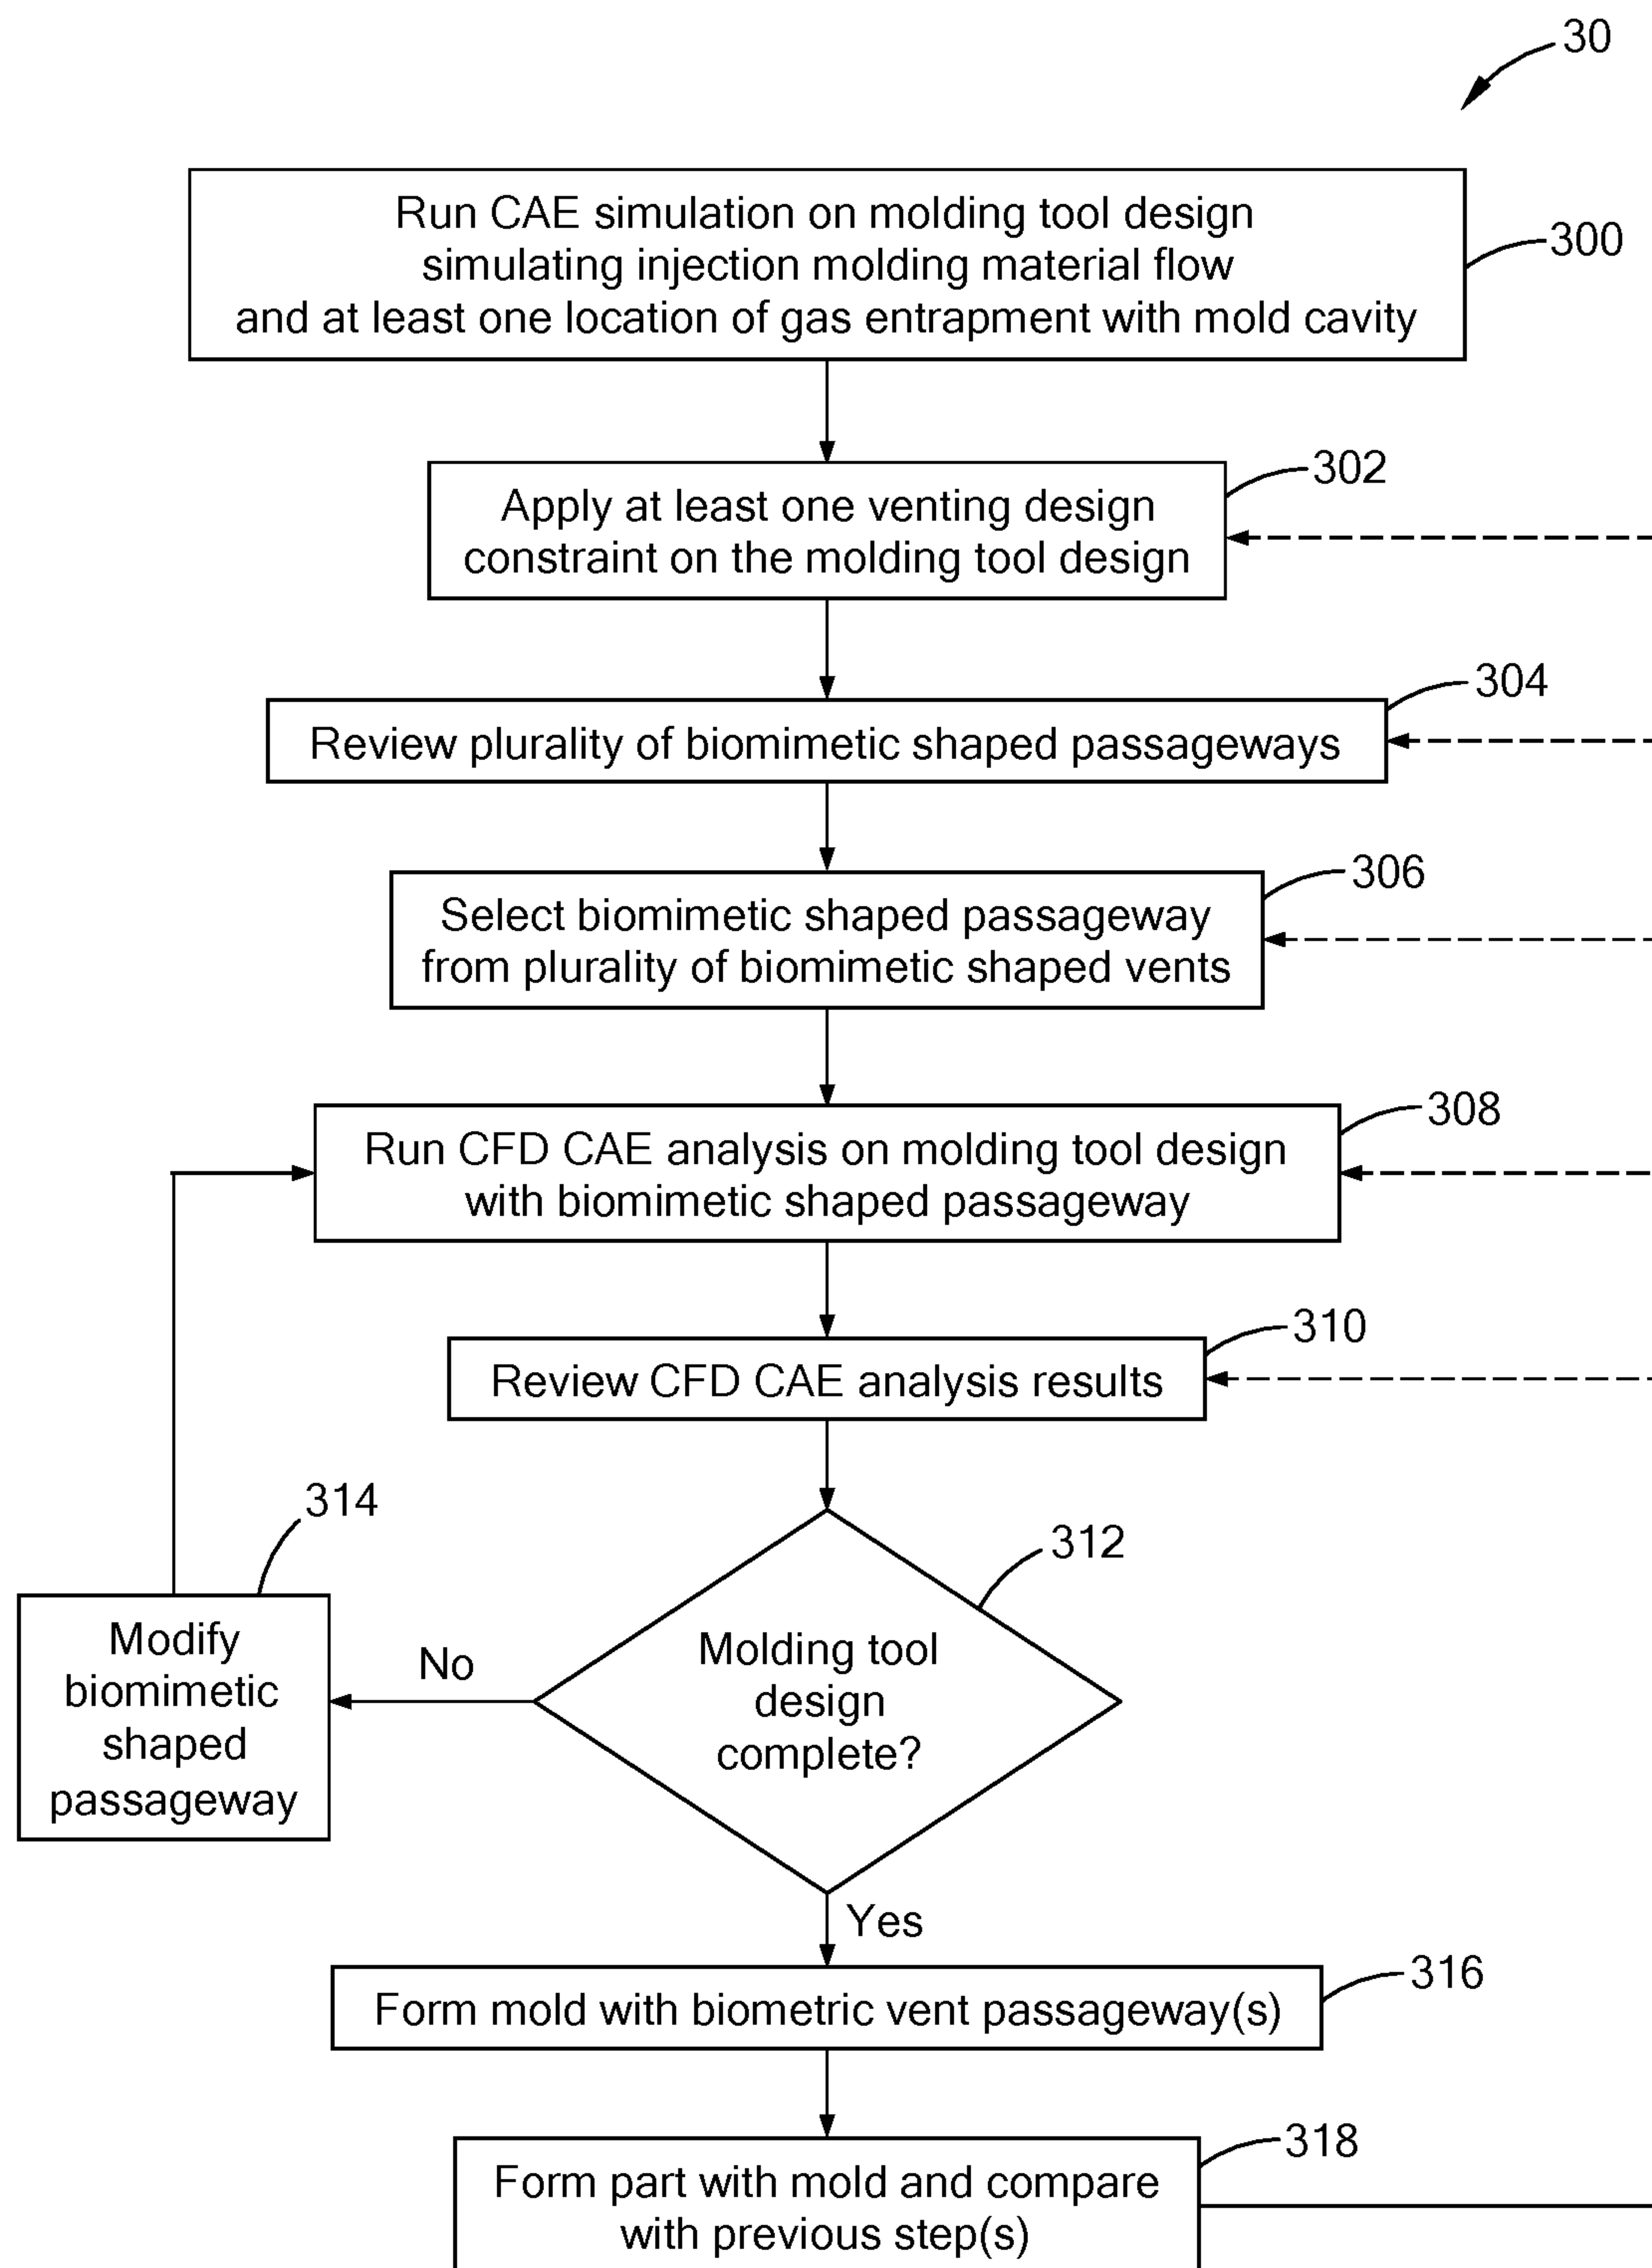 30
Run CAE simulation on molding tool design
simulating injection molding material flow
and at least one location of gas entrapment with mold cavity
300
Apply at least one venting design
constraint on the molding tool design
302
Review plurality of biomimetic shaped passageways
304
Select biomimetic shaped passageway
from plurality of biomimetic shaped vents
306
Run CFD CAE analysis on molding tool design
with biomimetic shaped passageway
308
Review CFD CAE analysis results
310
Molding tool
design
complete?
312
No
Modify
biomimetic
shaped
passageway
314
Yes
Form mold with biometric vent passageway(s)
316
Form part with mold and compare
with previous step(s)
318